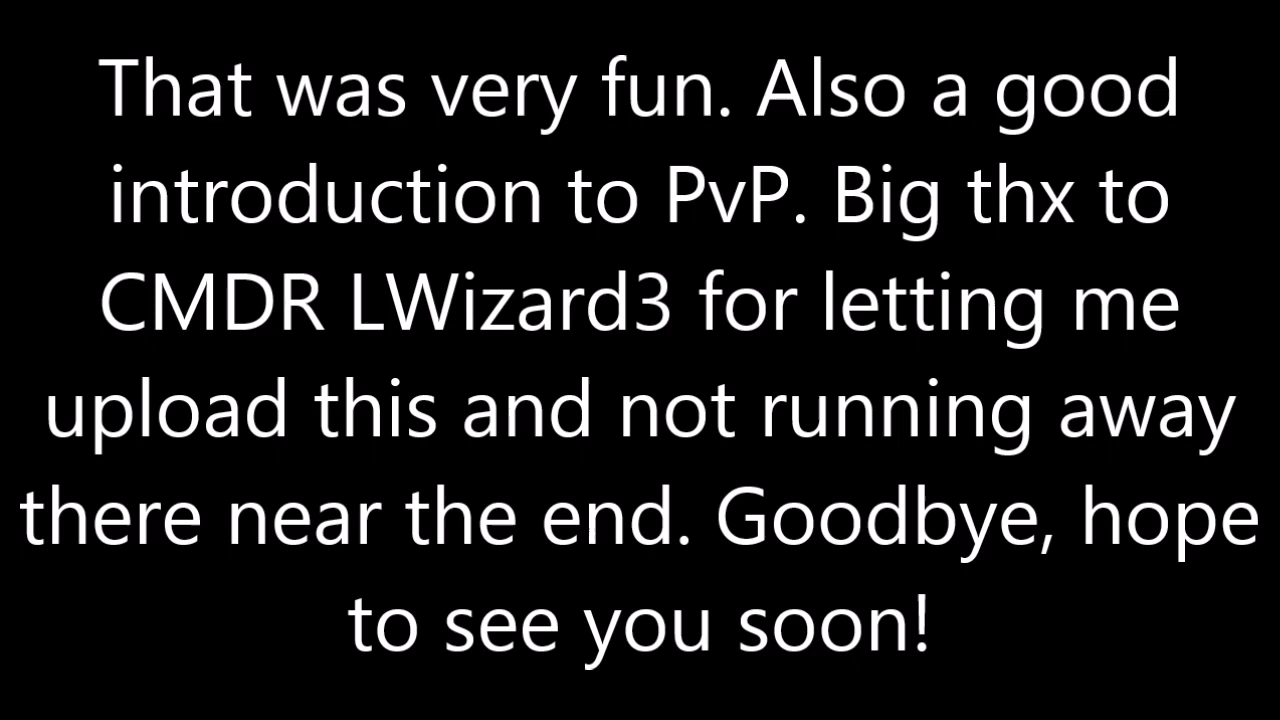 That was very fun. Also a good
introduction to PvP. Big thx to
CMDR LWizard3 for letting me
upload this and not running away
there near the end. Goodbye, hope
to see you soon!